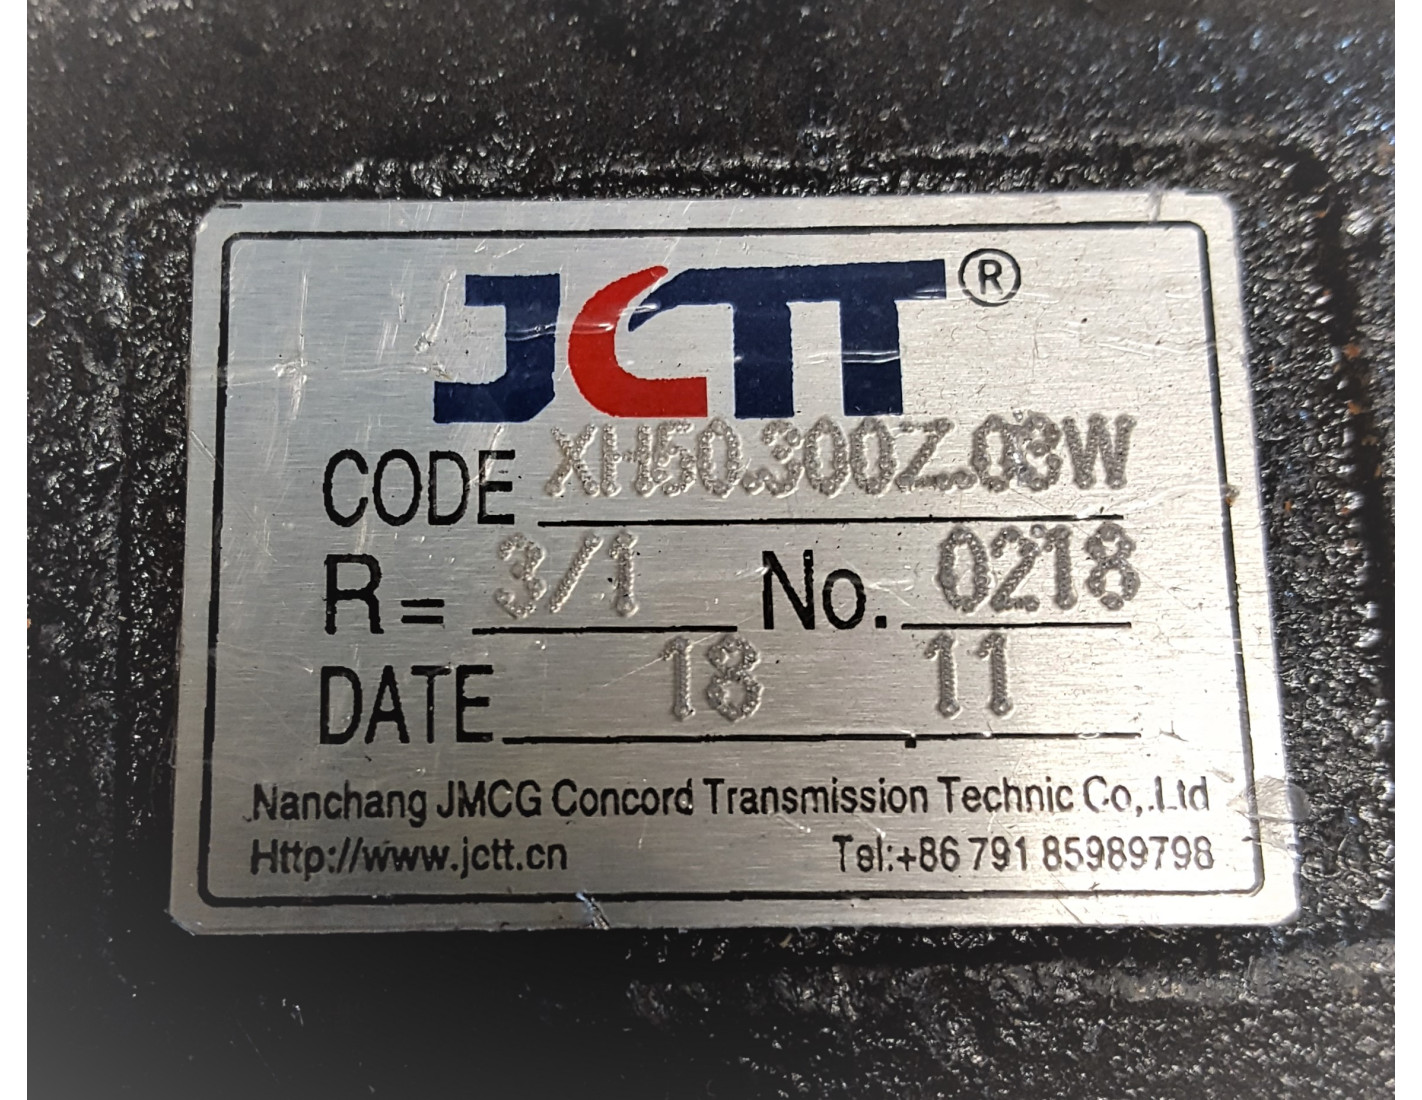 JCTT®
CODE XH50.300Z.03W
R= 3/1 No. 0218
DATE 18 11
Nanchang JMCG Concord Transmission Technic Co,.Ltd
Http://www.jctt.cn Tel:+86 791 85989798